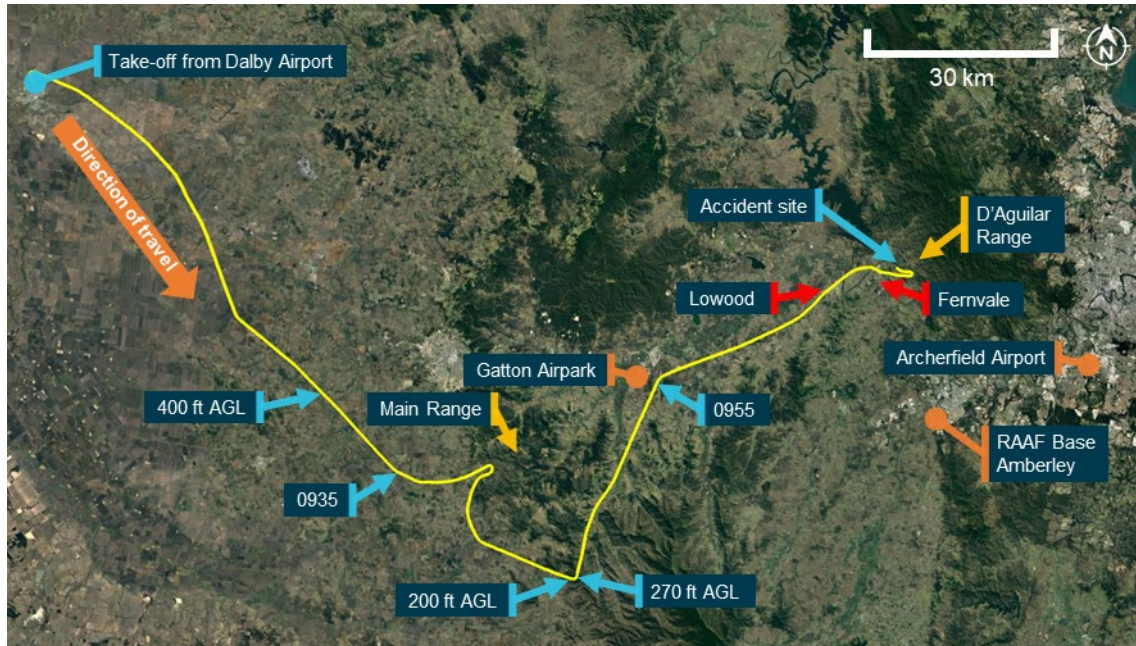 Take-off from Dalby Airport
N
30 km
Direction of travel
Accident site
D'Aguilar
Range
Lowood
Fernvale
Archerfield Airport
Gatton Airpark
400 ft AGL
Main Range
0955
RAAF Base
Amberley
0935
200 ft AGL
270 ft AGL